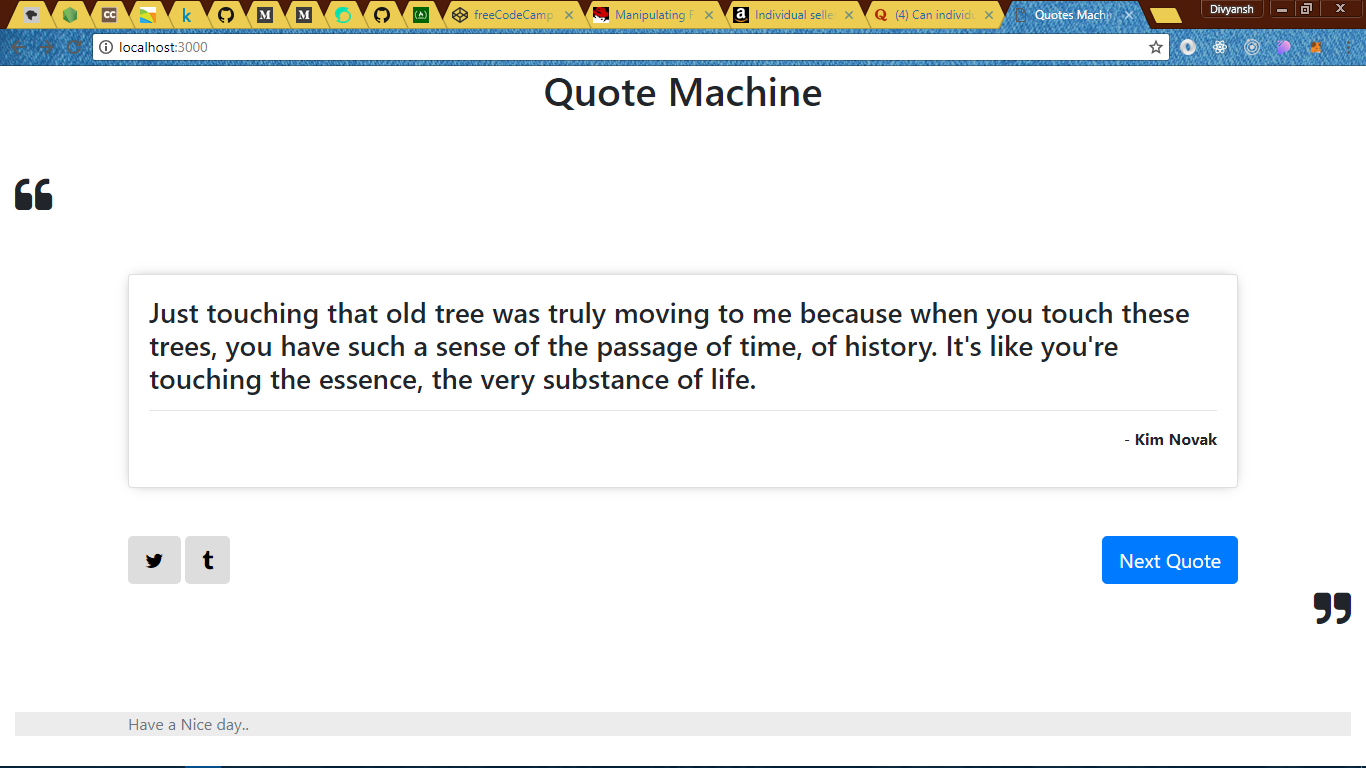 CC k M M freeCodeCamp Manipulating F a Individual selle Q (4) Can individu Quotes Machi Divyansh
localhost:3000
Quote Machine
“
Just touching that old tree was truly moving to me because when you touch these
trees, you have such a sense of the passage of time, of history. It's like you're
touching the essence, the very substance of life.
- Kim Novak
t Next Quote
”
Have a Nice day..